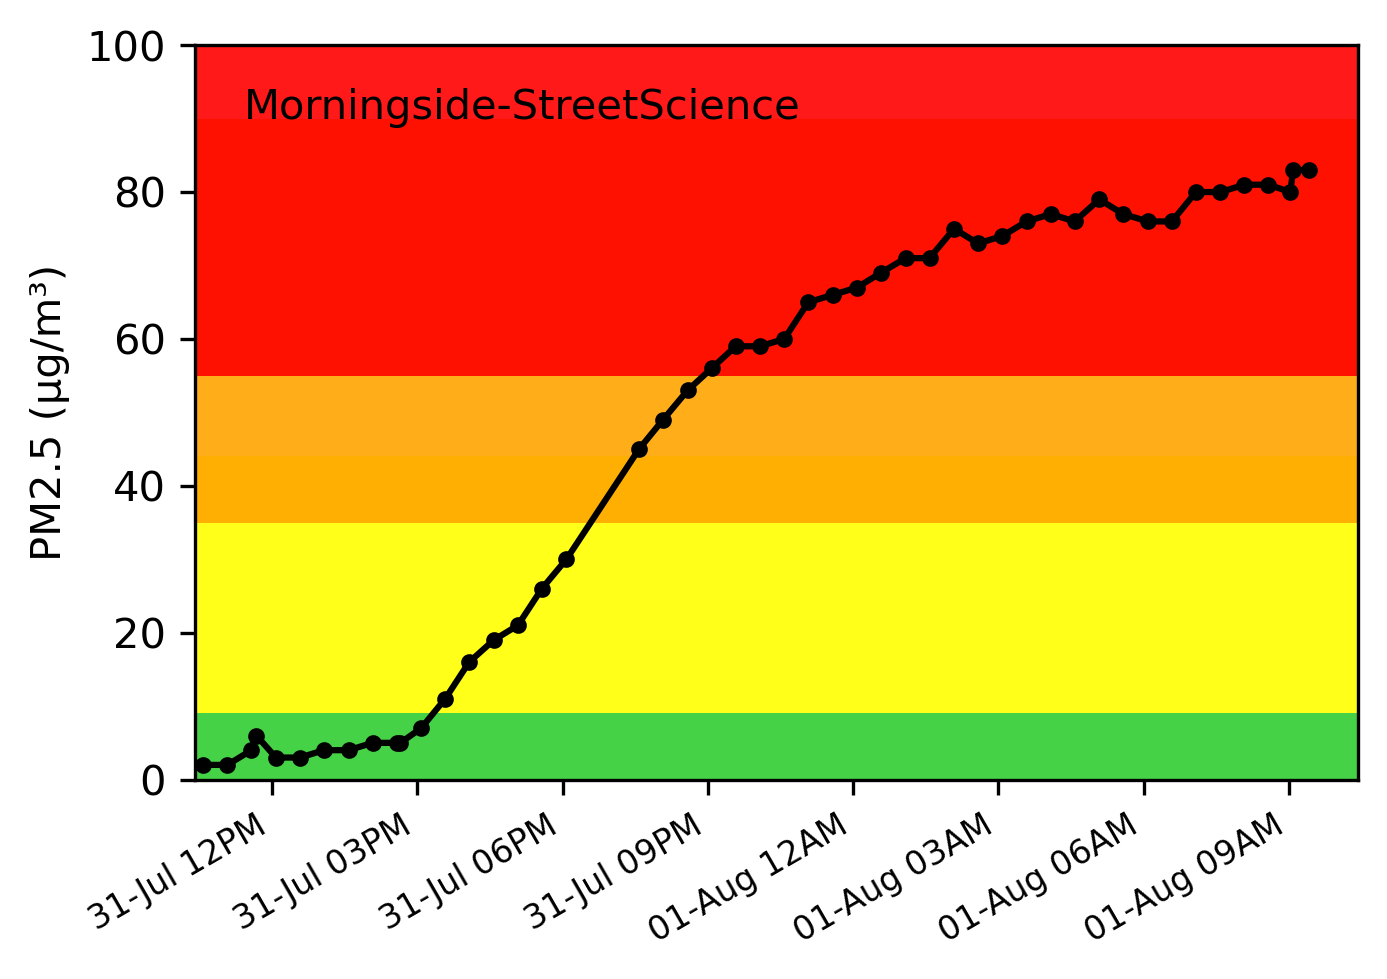 Morningside-StreetScience
PM2.5 (µg/m³)
100
80
60
40
20
0
31-Jul 12PM
31-Jul 03PM
31-Jul 06PM
31-Jul 09PM
01-Aug 12AM
01-Aug 03AM
01-Aug 06AM
01-Aug 09AM